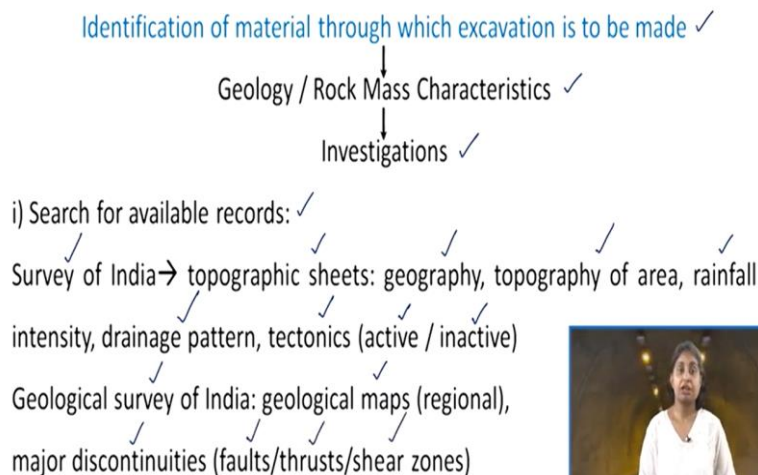 Identification of material through which excavation is to be made
Geology / Rock Mass Characteristics
Investigations
i) Search for available records:
Survey of India→ topographic sheets: geography, topography of area, rainfall
intensity, drainage pattern, tectonics (active / inactive)
Geological survey of India: geological maps (regional),
major discontinuities (faults/thrusts/shear zones)